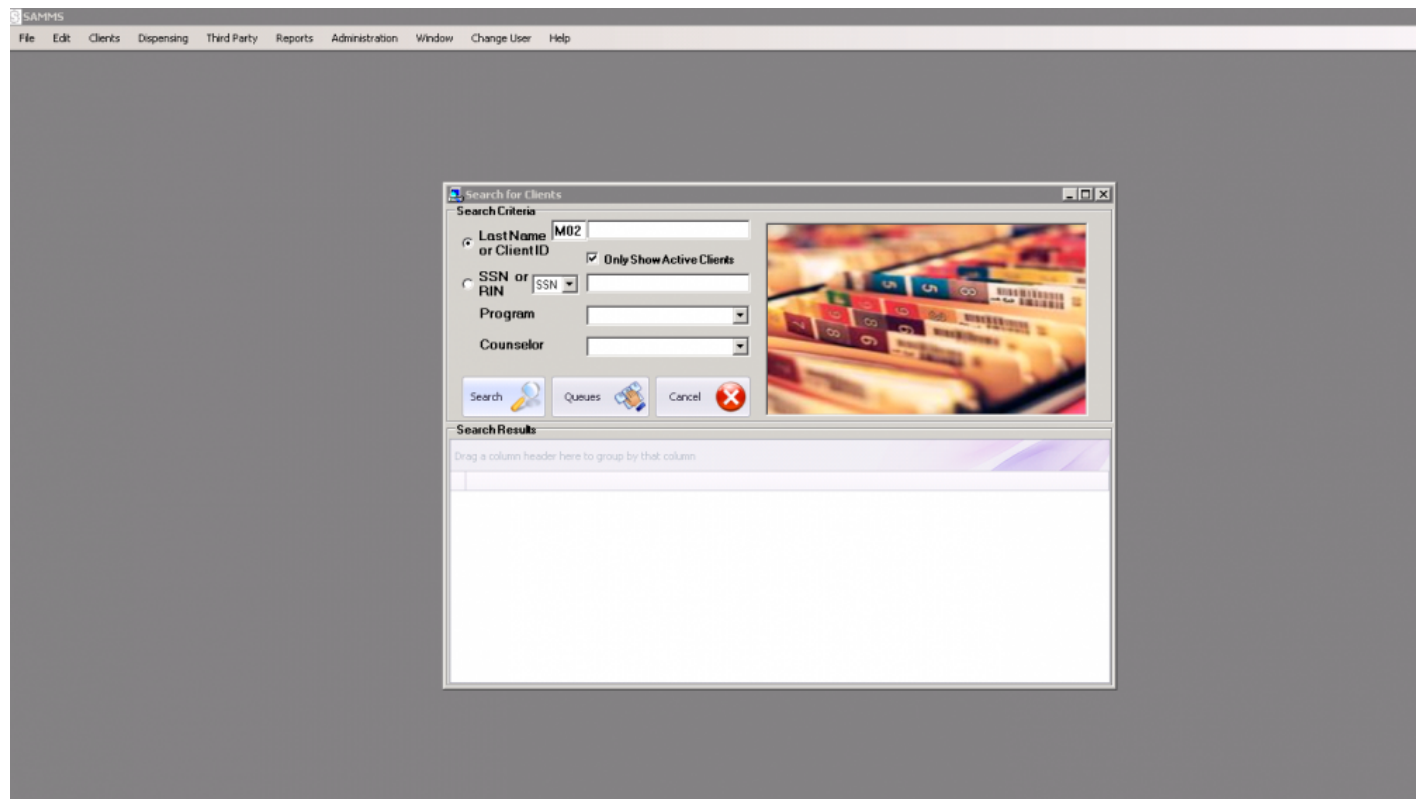 SAMMS
File Edit Clients Dispensing Third Party Reports Administration Window Change User Help
Search for Clients
Search Criteria
Last Name or Client ID
M02
Only Show Active Clients
SSN or RIN
SSN
Program
Counselor
Search Queues Cancel
Search Results
Drag a column header here to group by that column